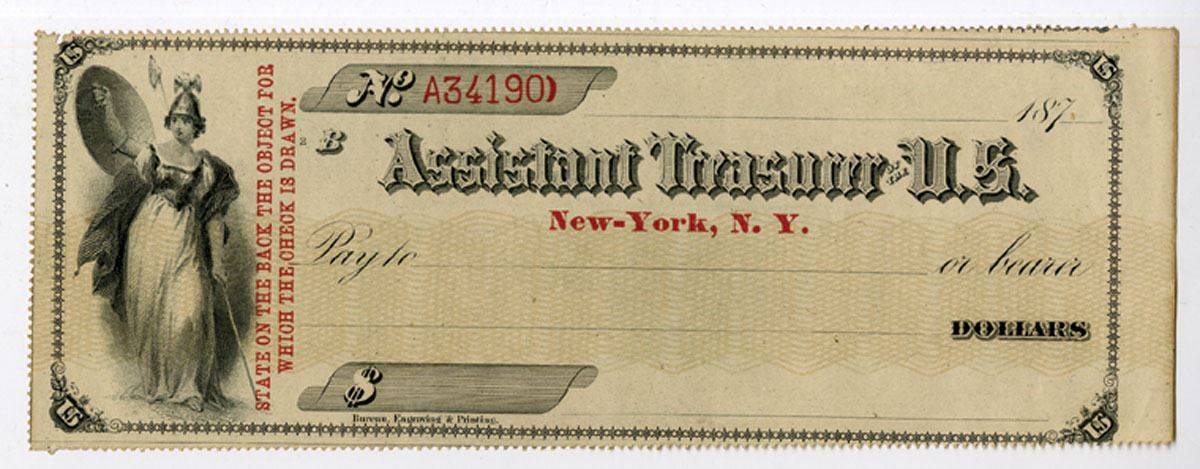 STATE ON THE BACK THE OBJECT FOR
WHICH THE CHECK IS DRAWN.
No. A34190)
187
B
Assistant Treasurer OF THE U.S.
New-York, N. Y.
Pay to or bearer
DOLLARS
$
Bureau, Engraving & Printing.